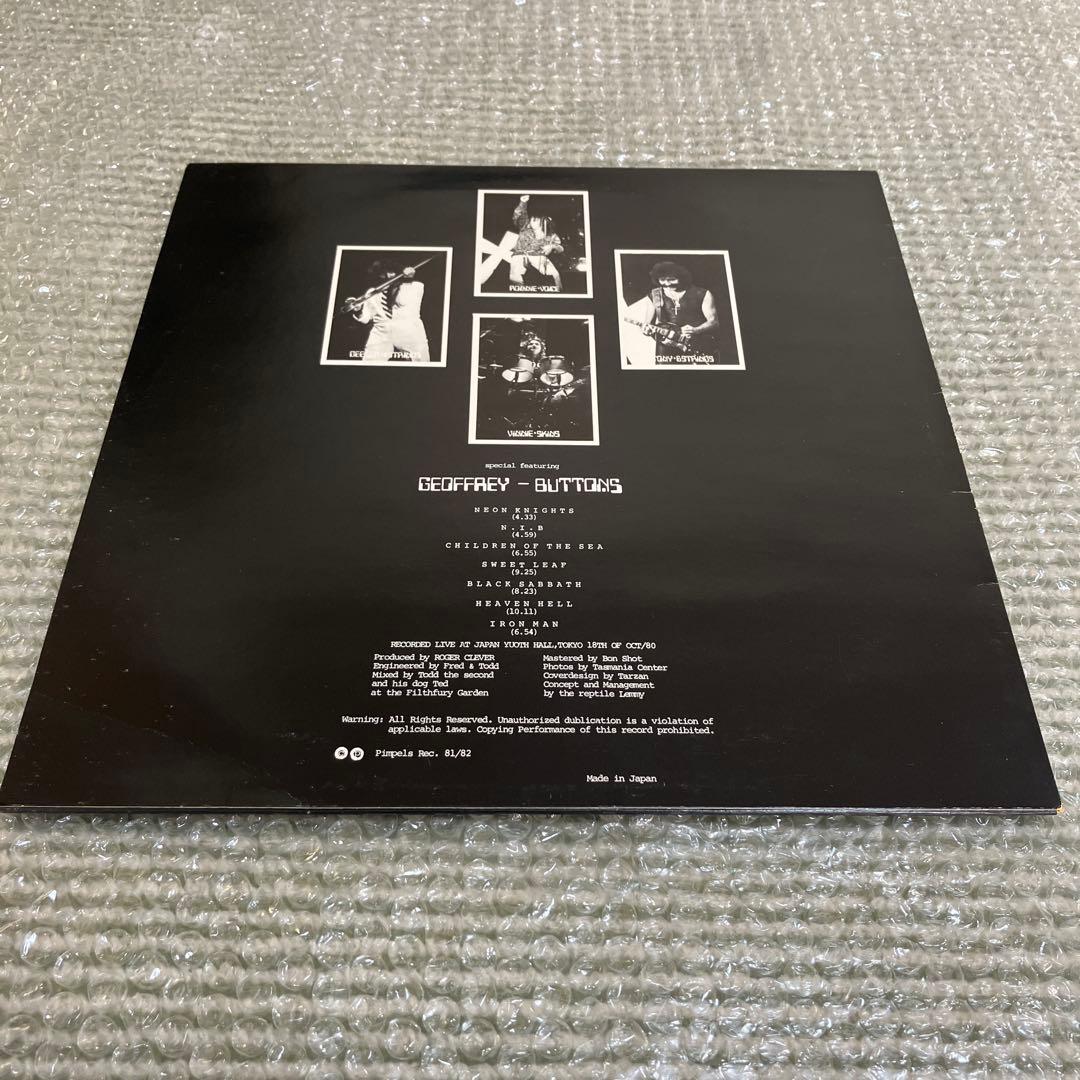 RONNIE-VOICE
STRINGS
TONY-6STRINGS
VINNIE-SKINS
special featuring
GEOFFREY - BUTTONS
NEON KNIGHTS
(4.33)
N.I.B
(4.59)
CHILDREN OF THE SEA
(6.55)
SWEET LEAF
(9.25)
BLACK SABBATH
(8.23)
HEAVEN HELL
(10.11)
IRON MAN
(6.54)
RECORDED LIVE AT JAPAN YUOTH HALL,TOKYO 18TH OF OCT/80
Produced by ROGER CLEVER
Engineered by Fred & Todd
Mixed by Todd the second
and his dog Ted
at the Filthfury Garden
Mastered by Bon Shot
Photos by Tasmania Center
Coverdesign by Tarzan
Concept and Management
by the reptile Lemmy
Warning: All Rights Reserved. Unauthorized dublication is a violation of
applicable laws. Copying Performance of this record prohibited.
Pimpels Rec. 81/82
Made in Japan